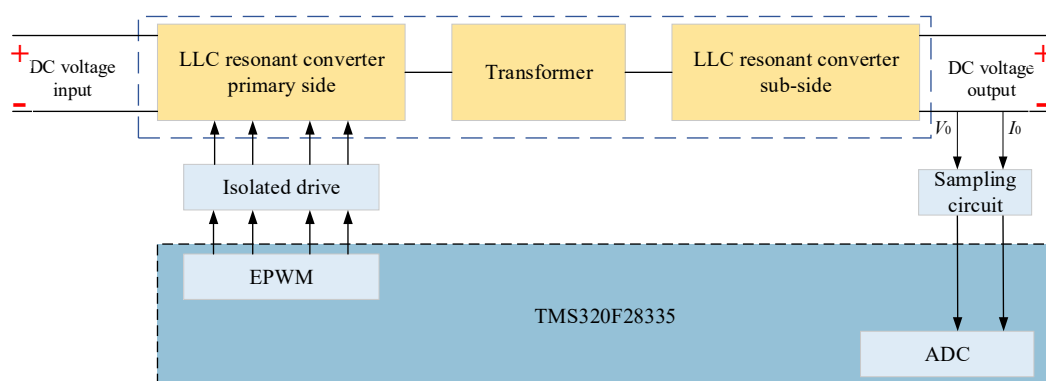 LLC resonant converter
primary side
Transformer
LLC resonant converter
sub-side
+
DC voltage
input
-
+
DC voltage
output
-
V0
I0
Isolated drive
Sampling
circuit
EPWM
TMS320F28335
ADC